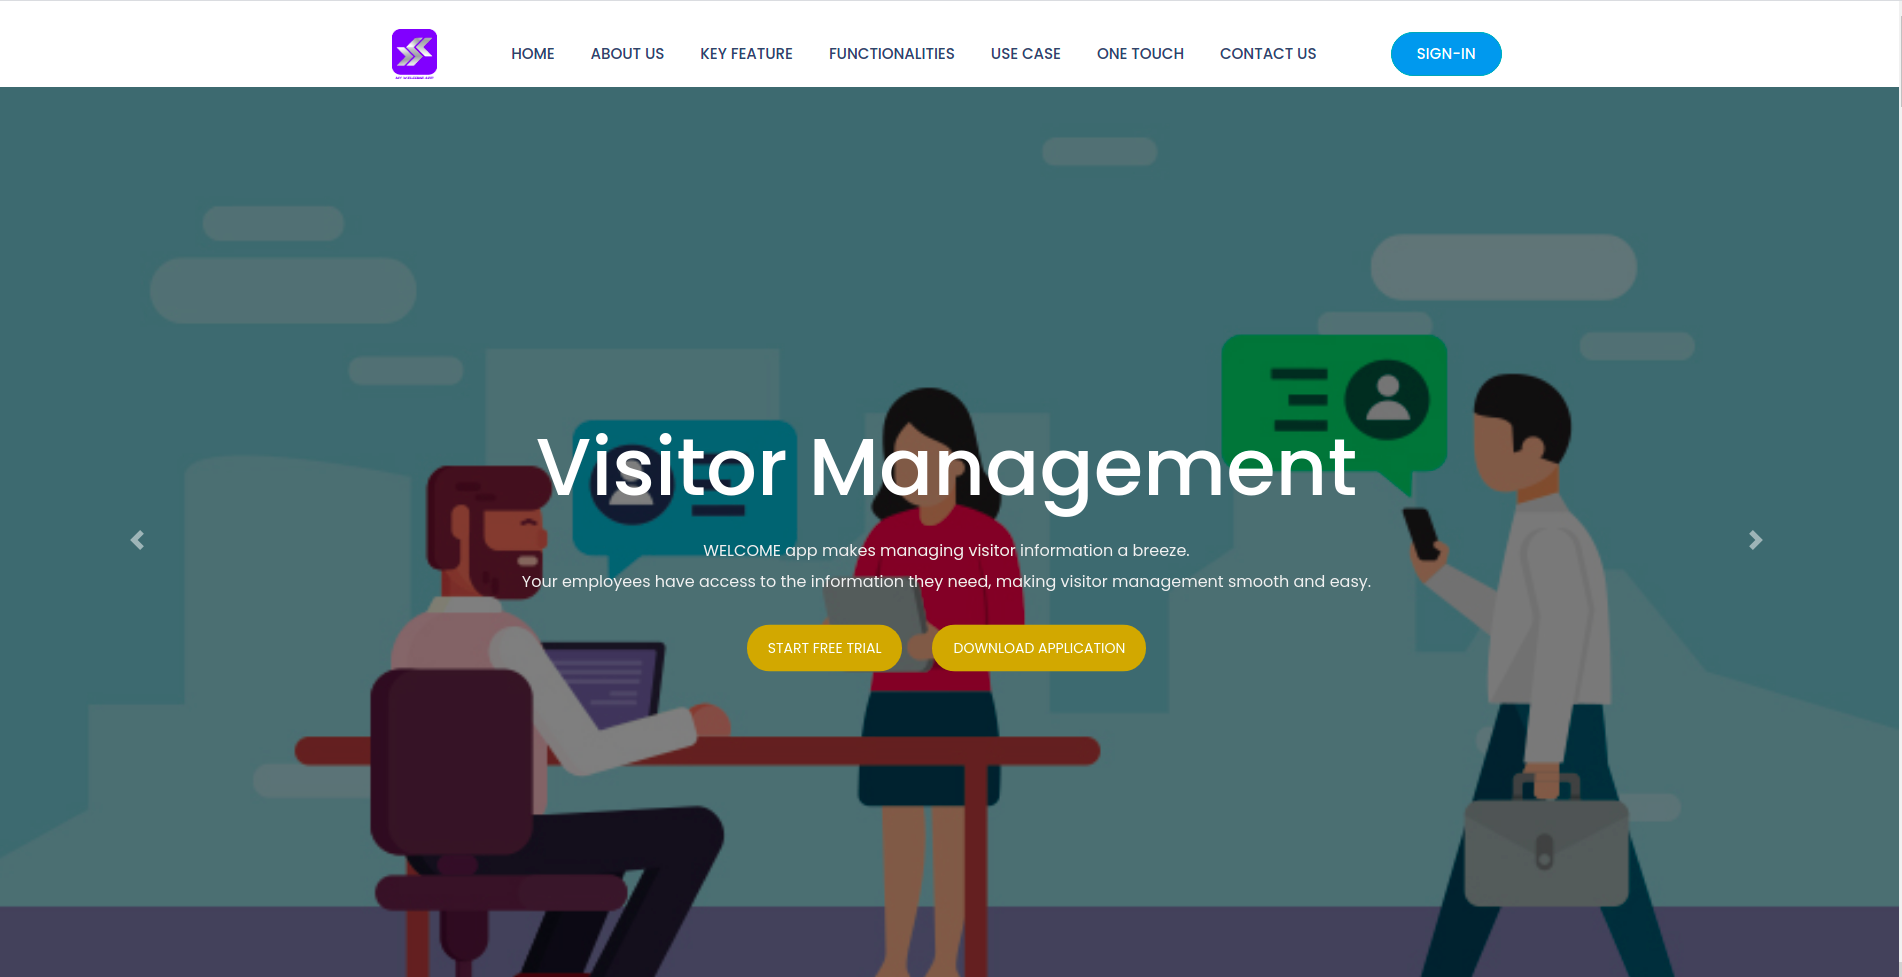 HOME ABOUT US KEY FEATURE FUNCTIONALITIES USE CASE ONE TOUCH CONTACT US SIGN-IN
Visitor Management
WELCOME app makes managing visitor information a breeze.
Your employees have access to the information they need, making visitor management smooth and easy.
START FREE TRIAL DOWNLOAD APPLICATION